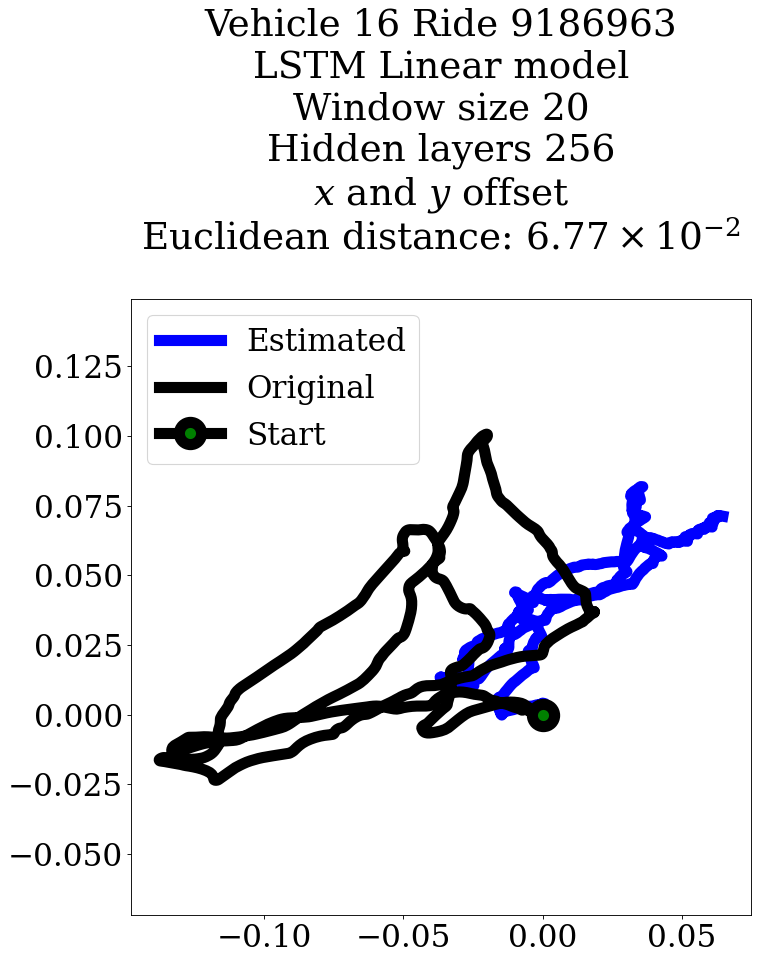 Vehicle 16 Ride 9186963
LSTM Linear model
Window size 20
Hidden layers 256
x and y offset
Euclidean distance: 6.77 × 10⁻²
Estimated
Original
Start
0.125
0.100
0.075
0.050
0.025
0.000
−0.025
−0.050
−0.10 −0.05 0.00 0.05